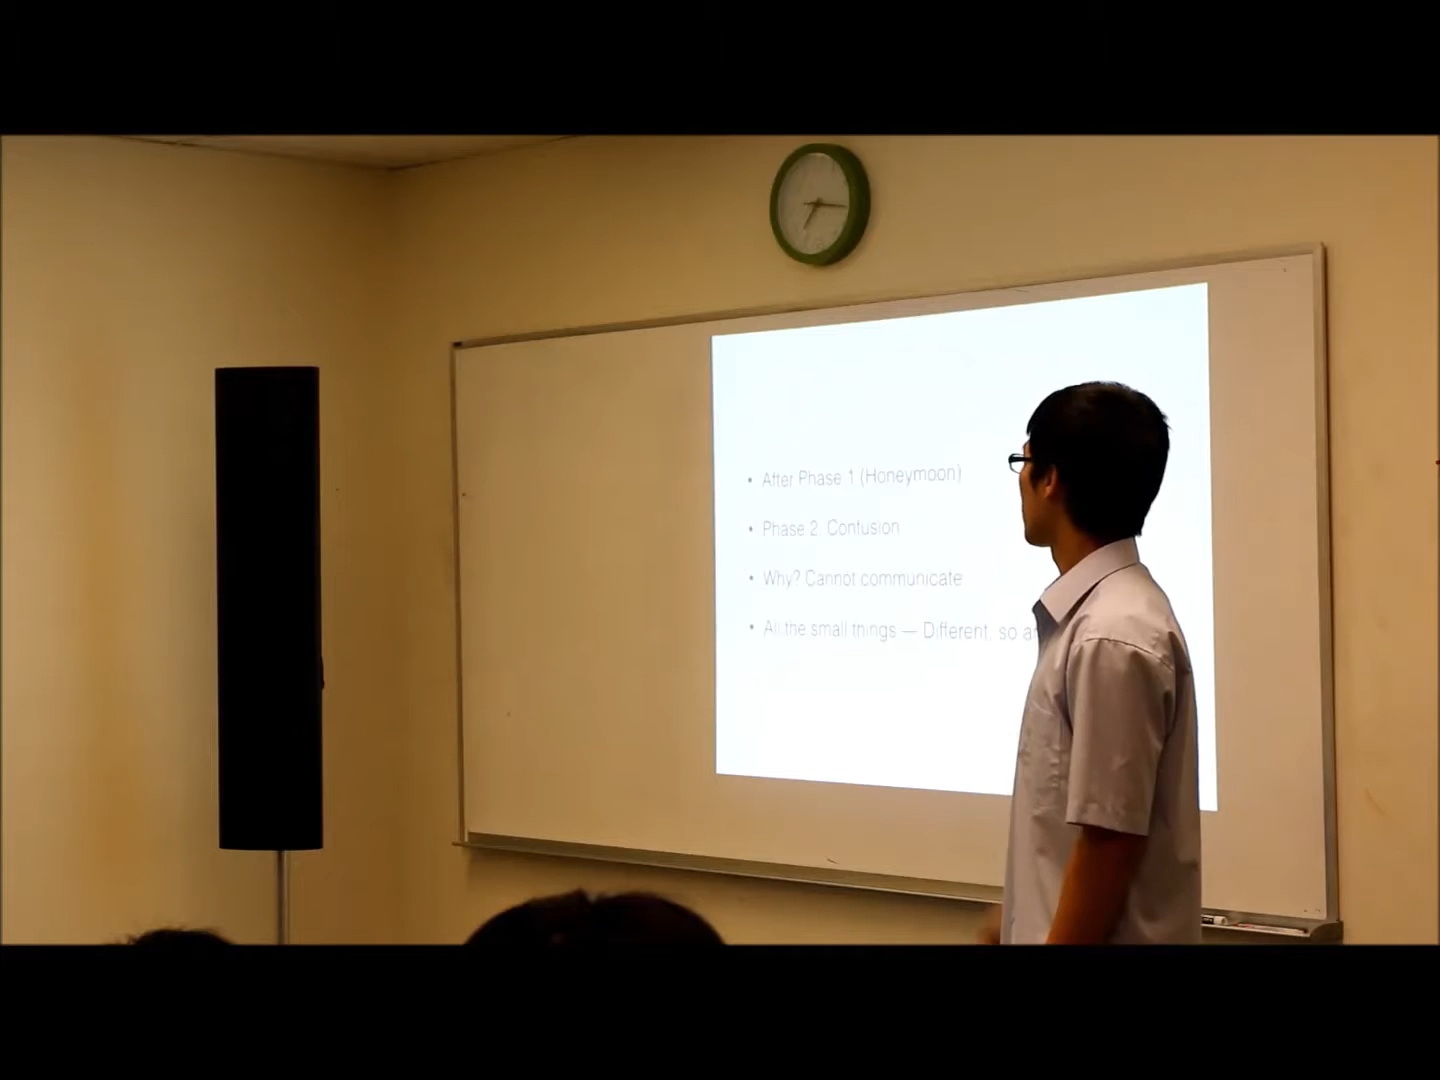 • After Phase 1 (Honeymoon)
• Phase 2. Confusion
• Why? Cannot communicate
• All the small things — Different, so